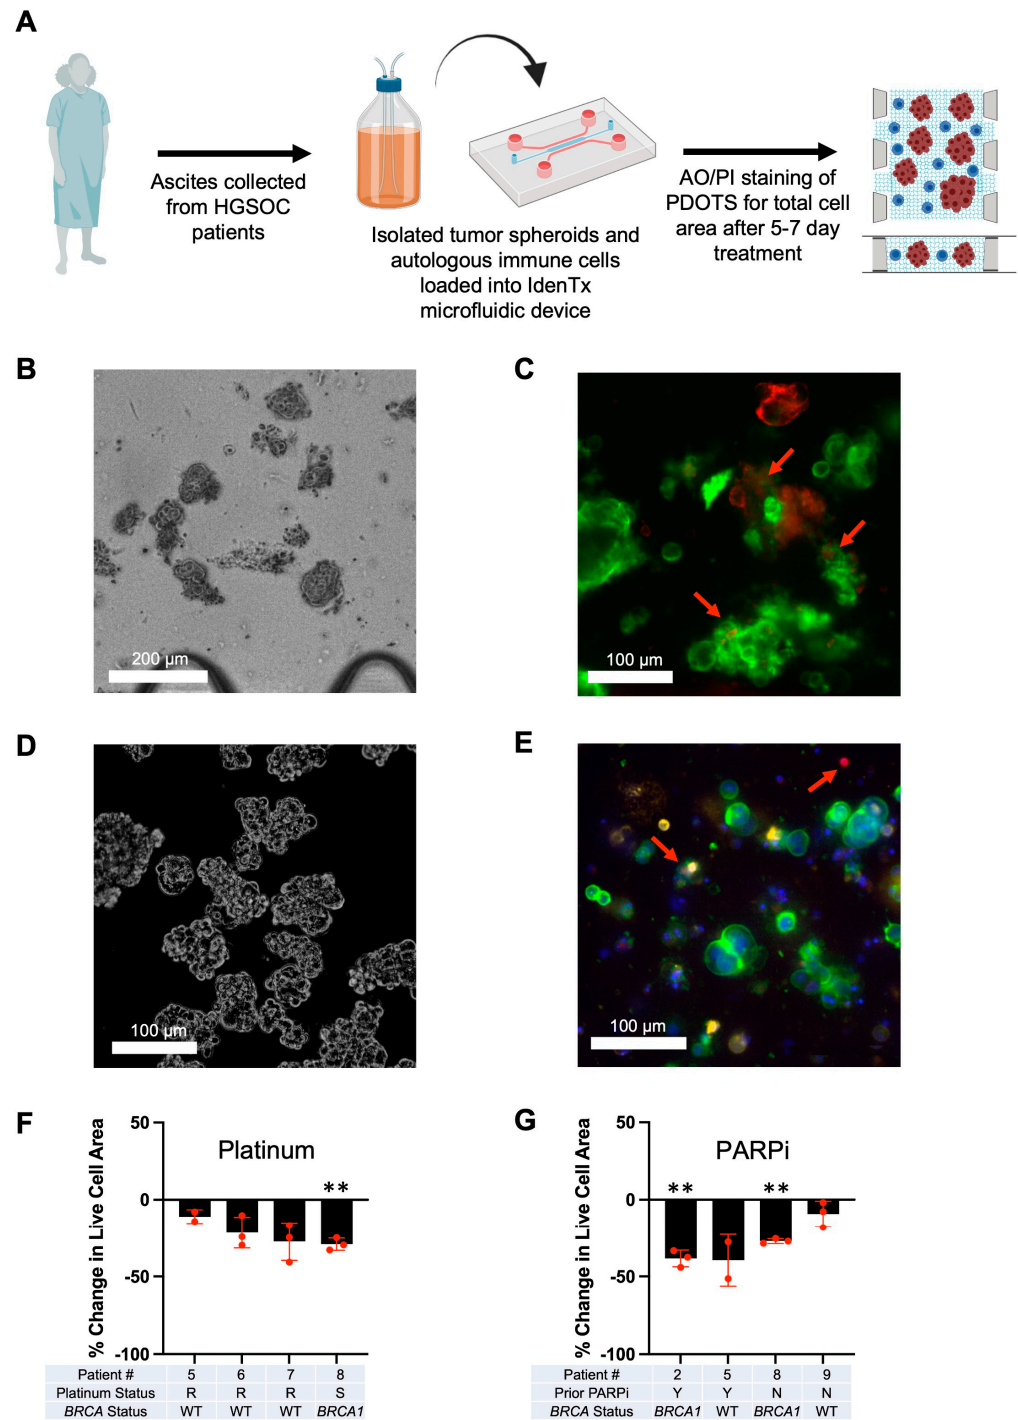 A
Ascites collected
from HGSOC
patients
Isolated tumor spheroids and
autologous immune cells
loaded into IdenTx
microfluidic device
AO/PI staining of
PDOTS for total cell
area after 5-7 day
treatment
B
200 µm
C
100 µm
D
100 µm
E
100 µm
F
% Change in Live Cell Area
Platinum
50
0
-50
-100
**
Patient # 5 6 7 8
Platinum Status R R R S
BRCA Status WT WT WT BRCA1
G
% Change in Live Cell Area
PARPi
50
0
-50
-100
** **
Patient # 2 5 8 9
Prior PARPi Y Y N N
BRCA Status BRCA1 WT BRCA1 WT